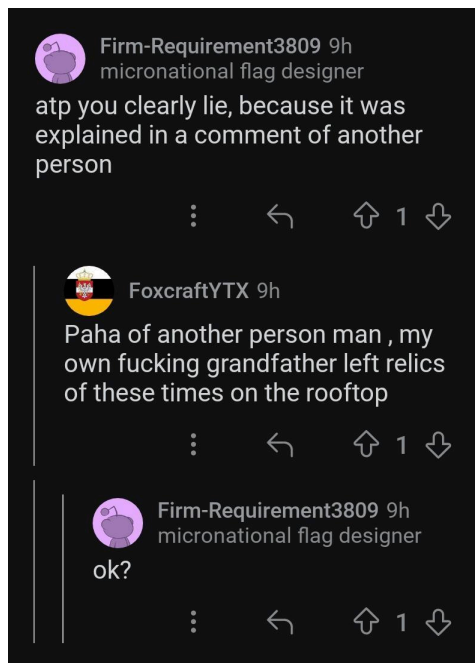 Firm-Requirement3809 9h
micronational flag designer
atp you clearly lie, because it was
explained in a comment of another
person
1
FoxcraftYTX 9h
Paha of another person man , my
own fucking grandfather left relics
of these times on the rooftop
1
Firm-Requirement3809 9h
micronational flag designer
ok?
1